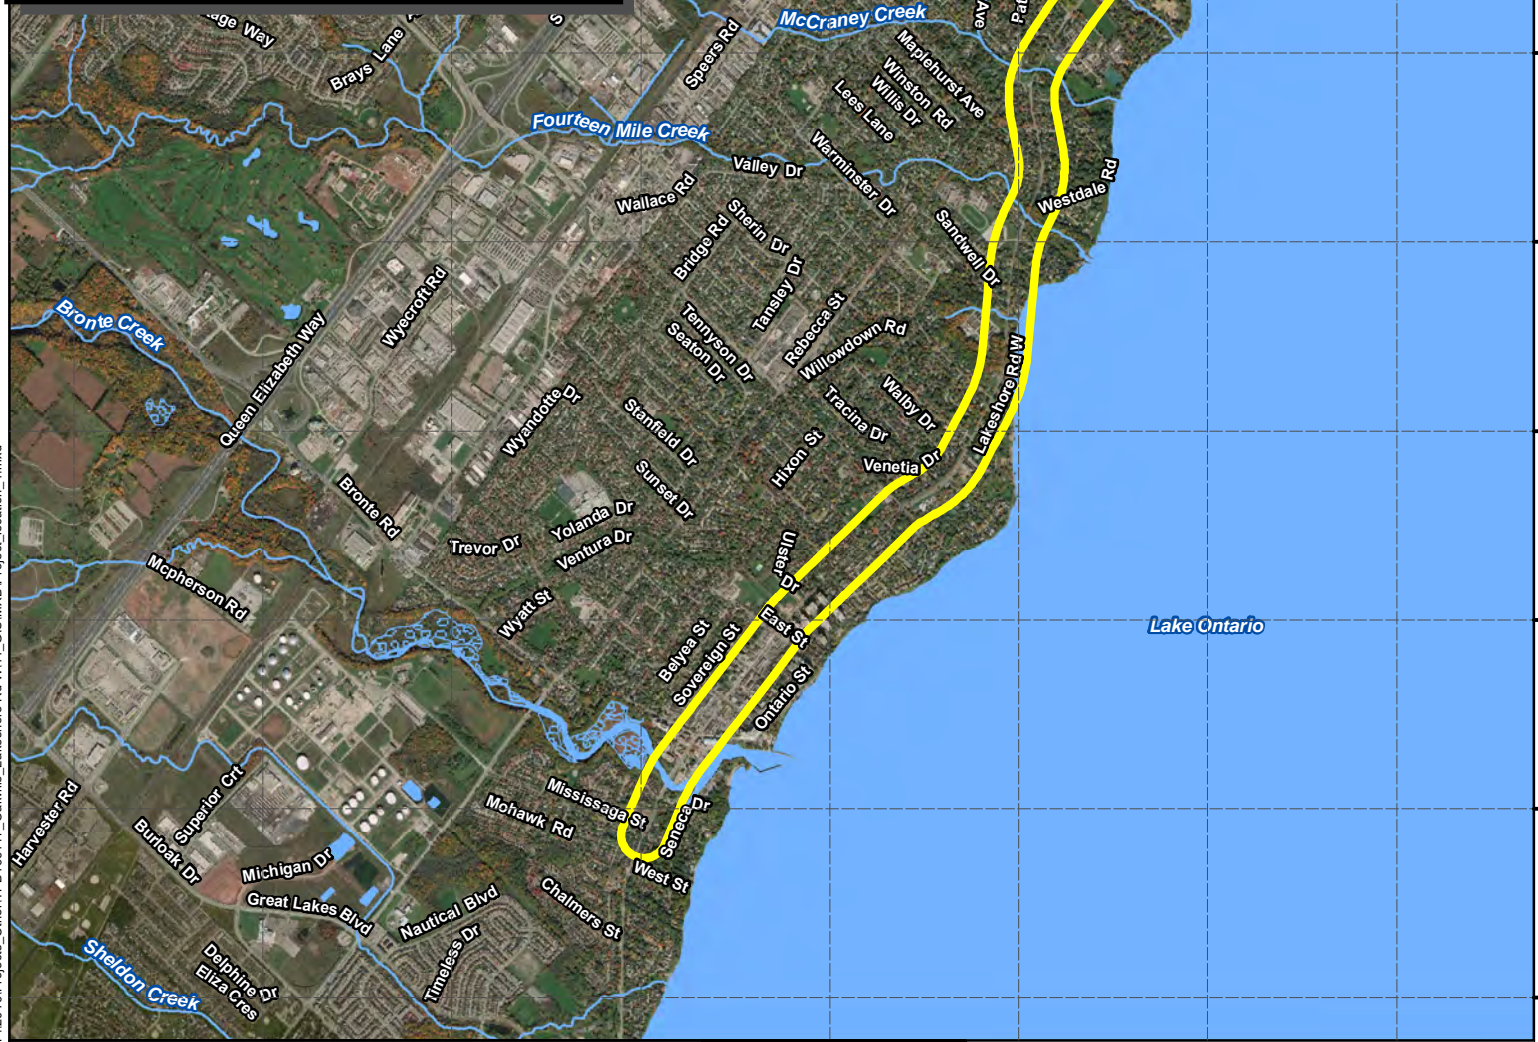 McCraney Creek
Ave
age Way
Brays Lane
Speers Rd
Maplehurst Ave
Winston Rd
Willis Dr
Lees Lane
Fourteen Mile Creek
Valley Dr
Warminster Dr
Wallace Rd
Westdale Rd
Sherin Dr
Bridge Rd
Sandwell Dr
Tansley Dr
Wyecroft Rd
Rebecca St
Bronte Creek
Tennyson Dr
Seaton Dr
Willowdown Rd
Queen Elizabeth Way
Lakeshore Rd W
Walby Dr
Tracina Dr
Wyandotte Dr
Stanfield Dr
Hixon St
Venetia Dr
Sunset Dr
Bronte Rd
Yolanda Dr
Trevor Dr
Ventura Dr
Ulster Dr
Mcpherson Rd
Wyatt St
East St
Lake Ontario
Belyea St
Sovereign St
Ontario St
Mississaga St
Mohawk Rd
Seneca Dr
Superior Crt
Harvester Rd
Burloak Dr
Michigan Dr
West St
Great Lakes Blvd
Nautical Blvd
Chalmers St
Timeless Dr
Sheldon Creek
Delphine Dr
Eliza Cres